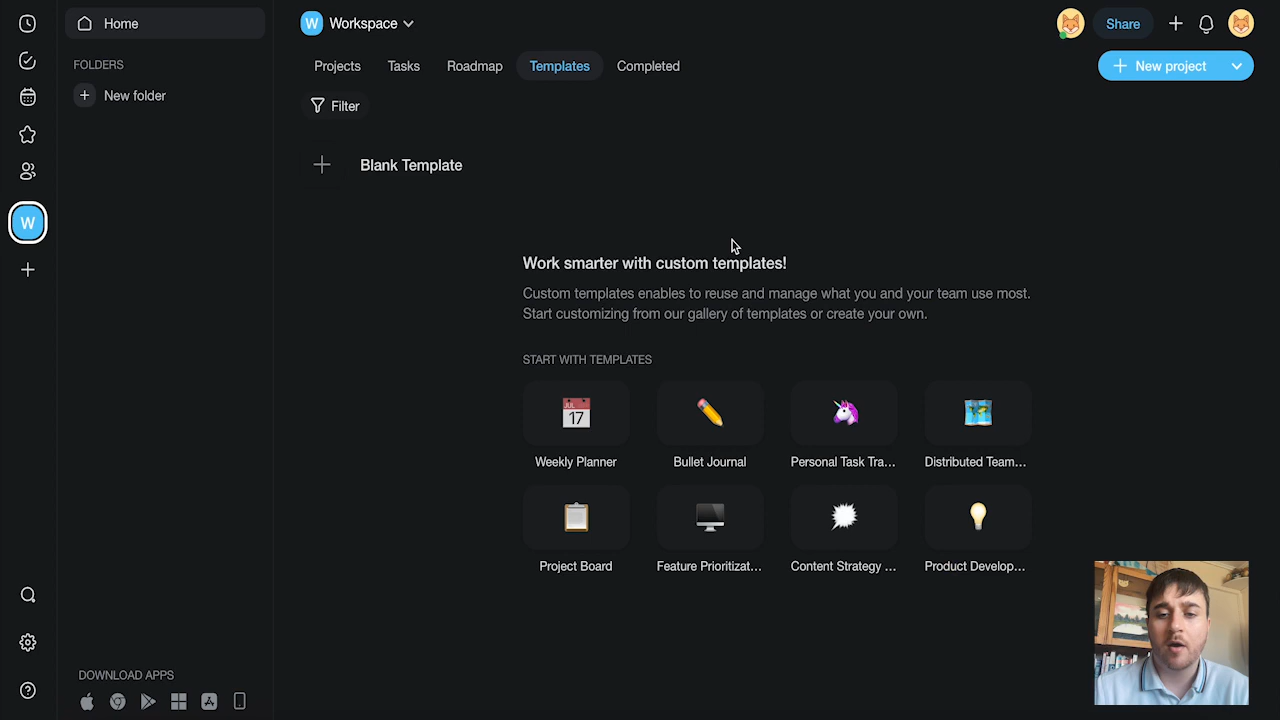 Home
FOLDERS
New folder
DOWNLOAD APPS
W
W Workspace
Share
Projects
Tasks
Roadmap
Templates
Completed
New project
Filter
Blank Template
Work smarter with custom templates!
Custom templates enables to reuse and manage what you and your team use most.
Start customizing from our gallery of templates or create your own.
START WITH TEMPLATES
JUL
17
Weekly Planner
Bullet Journal
Personal Task Tra...
Distributed Team...
Project Board
Feature Prioritizat...
Content Strategy ...
Product Develop...